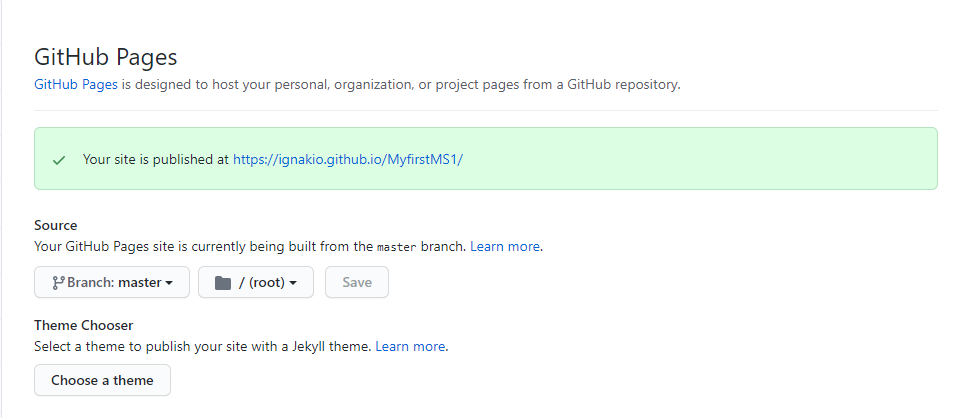 GitHub Pages
GitHub Pages is designed to host your personal, organization, or project pages from a GitHub repository.
Your site is published at https://ignakio.github.io/MyfirstMS1/
Source
Your GitHub Pages site is currently being built from the master branch. Learn more.
Branch: master / (root) Save
Theme Chooser
Select a theme to publish your site with a Jekyll theme. Learn more.
Choose a theme